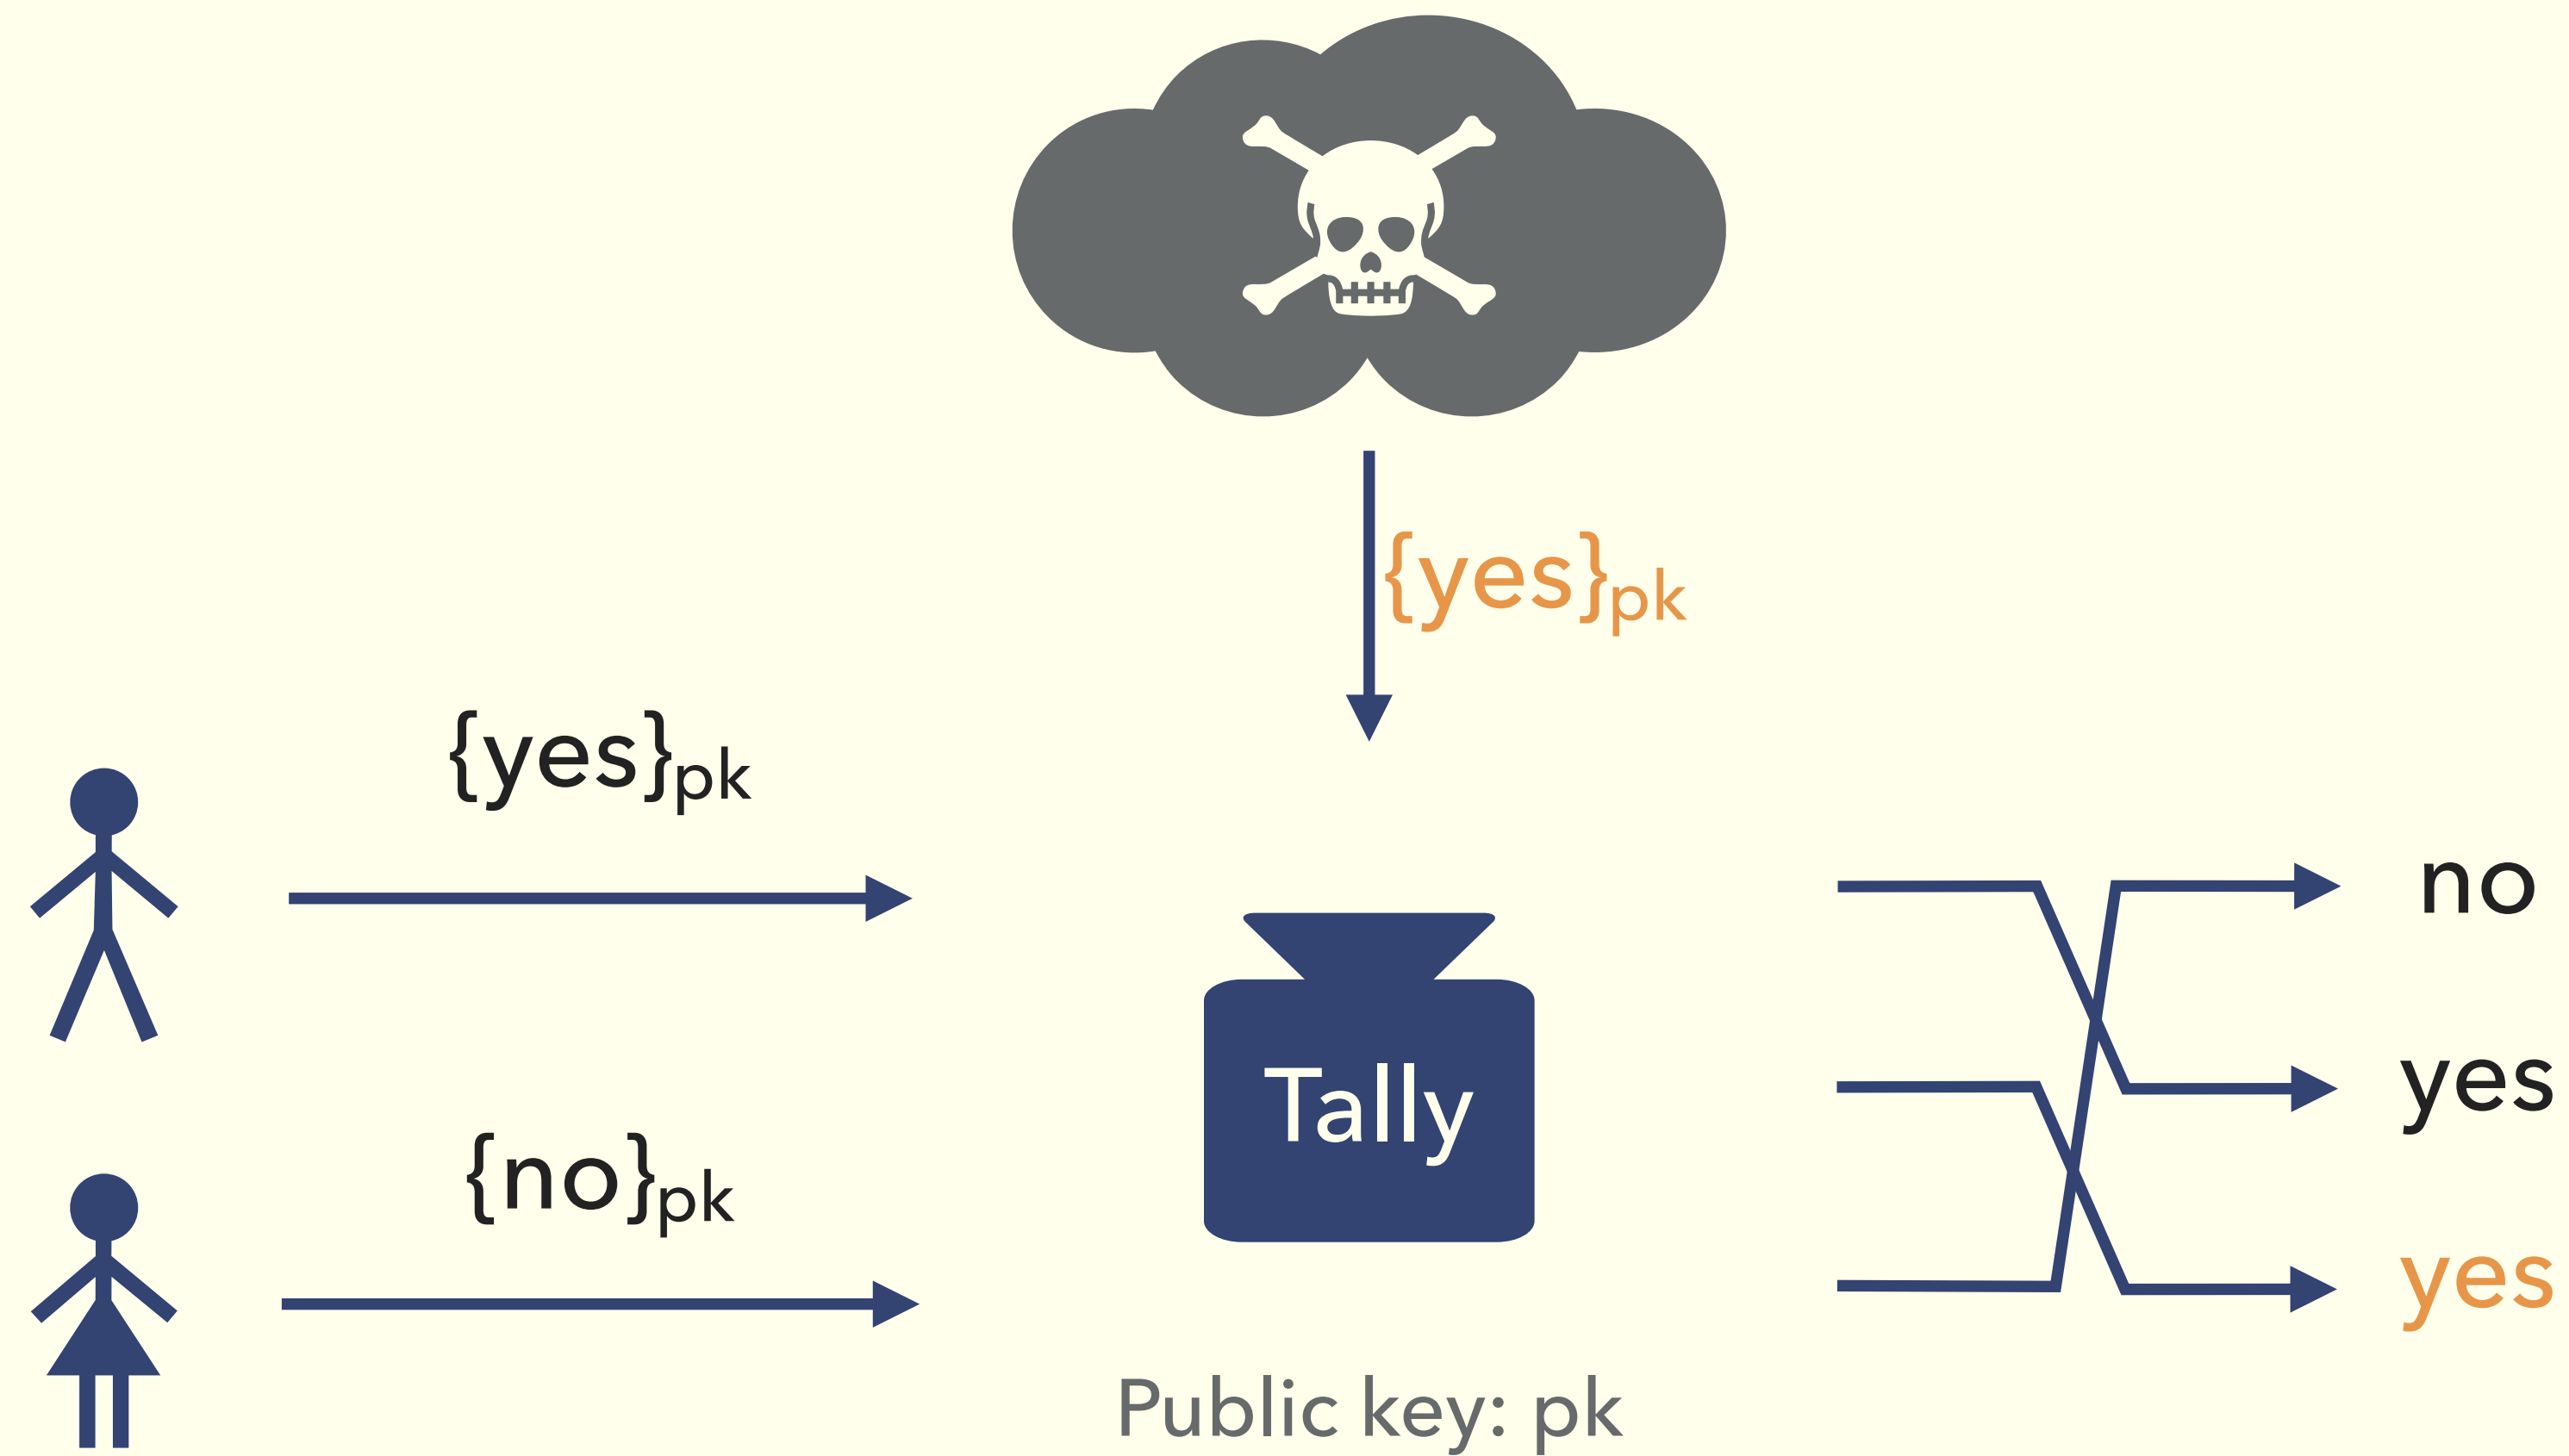 {yes}pk
{yes}pk
{no}pk
Tally
Public key: pk
no
yes
yes